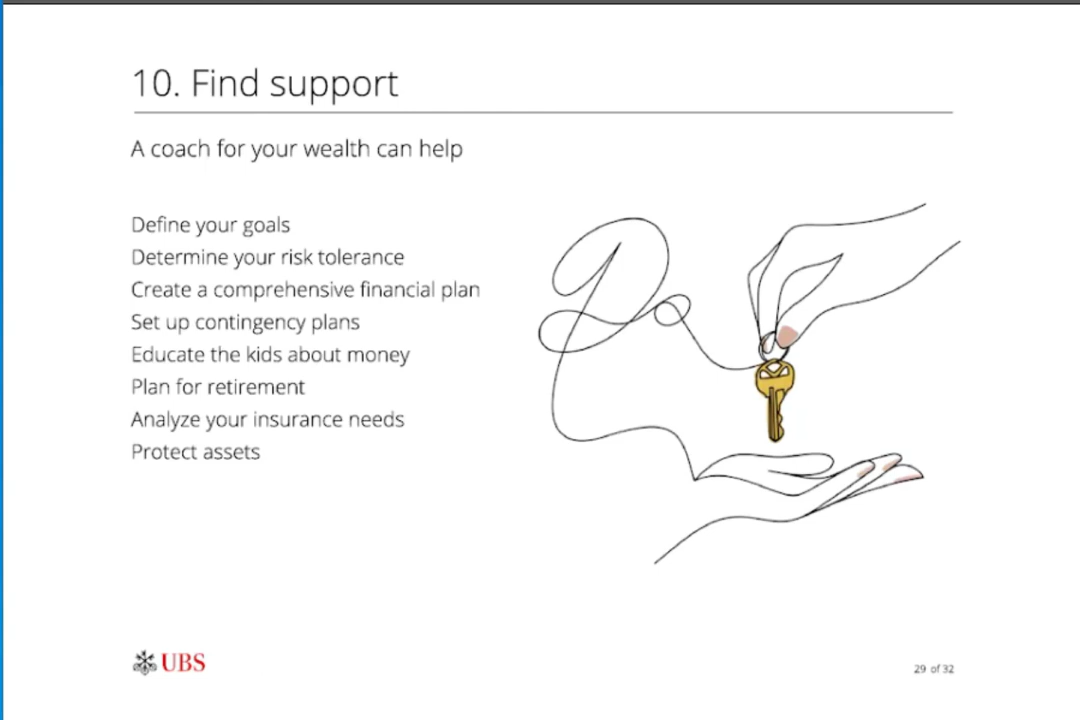 10. Find support
A coach for your wealth can help
Define your goals
Determine your risk tolerance
Create a comprehensive financial plan
Set up contingency plans
Educate the kids about money
Plan for retirement
Analyze your insurance needs
Protect assets
UBS
29 of 32